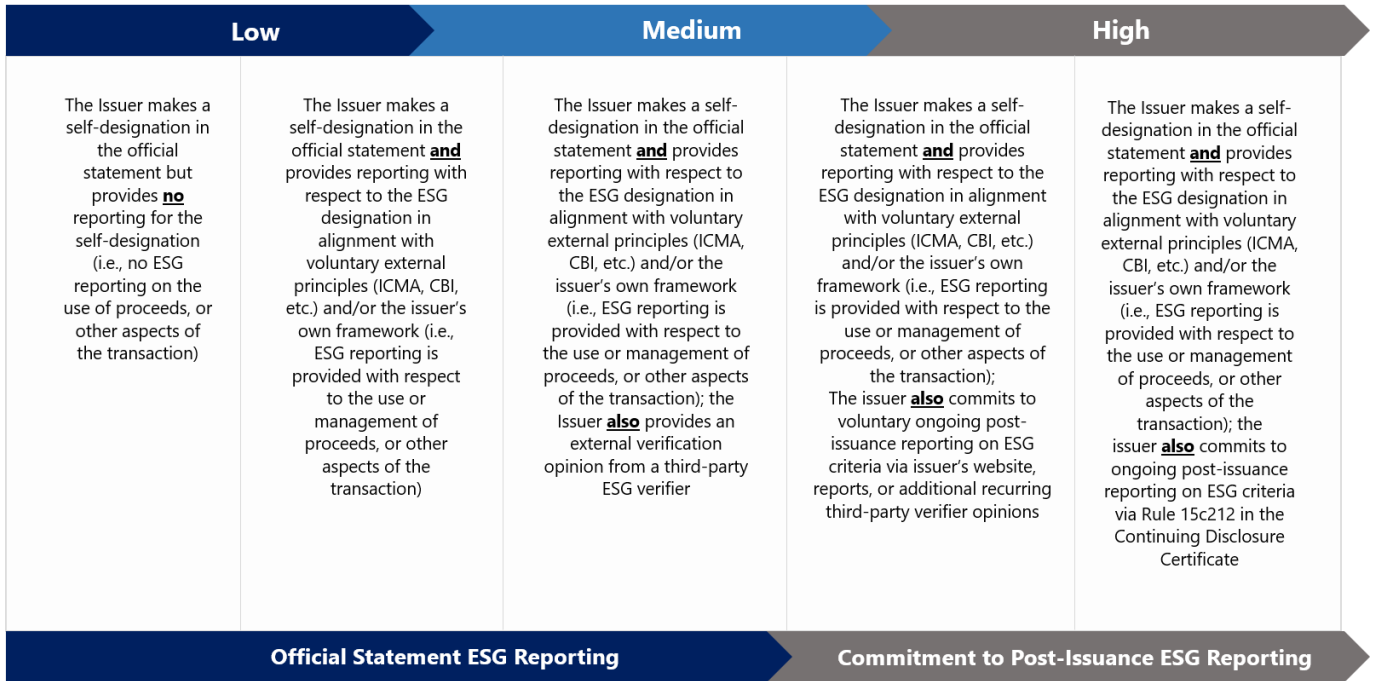 Low
Medium
High
The Issuer makes a
self-designation in
the official
statement but
provides no
reporting for the
self-designation
(i.e., no ESG
reporting on the
use of proceeds, or
other aspects of
the transaction)
The Issuer makes a
self-designation in the
official statement and
provides reporting with
respect to the ESG
designation in
alignment with
voluntary external
principles (ICMA, CBI,
etc.) and/or the issuer's
own framework (i.e.,
ESG reporting is
provided with respect
to the use or
management of
proceeds, or other
aspects of the
transaction)
The Issuer makes a self-
designation in the official
statement and provides
reporting with respect to
the ESG designation in
alignment with voluntary
external principles (ICMA,
CBI, etc.) and/or the
issuer's own framework
(i.e., ESG reporting is
provided with respect to
the use or management of
proceeds, or other aspects
of the transaction); the
Issuer also provides an
external verification
opinion from a third-party
ESG verifier
The Issuer makes a self-
designation in the official
statement and provides
reporting with respect to the
ESG designation in alignment
with voluntary external
principles (ICMA, CBI, etc.)
and/or the issuer's own
framework (i.e., ESG reporting
is provided with respect to the
use or management of
proceeds, or other aspects of
the transaction);
The issuer also commits to
voluntary ongoing post-
issuance reporting on ESG
criteria via issuer's website,
reports, or additional recurring
third-party verifier opinions
The Issuer makes a self-
designation in the official
statement and provides
reporting with respect to
the ESG designation in
alignment with voluntary
external principles (ICMA,
CBI, etc.) and/or the
issuer's own framework
(i.e., ESG reporting is
provided with respect to
the use or management
of proceeds, or other
aspects of the
transaction); the
issuer also commits to
ongoing post-issuance
reporting on ESG criteria
via Rule 15c212 in the
Continuing Disclosure
Certificate
Official Statement ESG Reporting
Commitment to Post-Issuance ESG Reporting